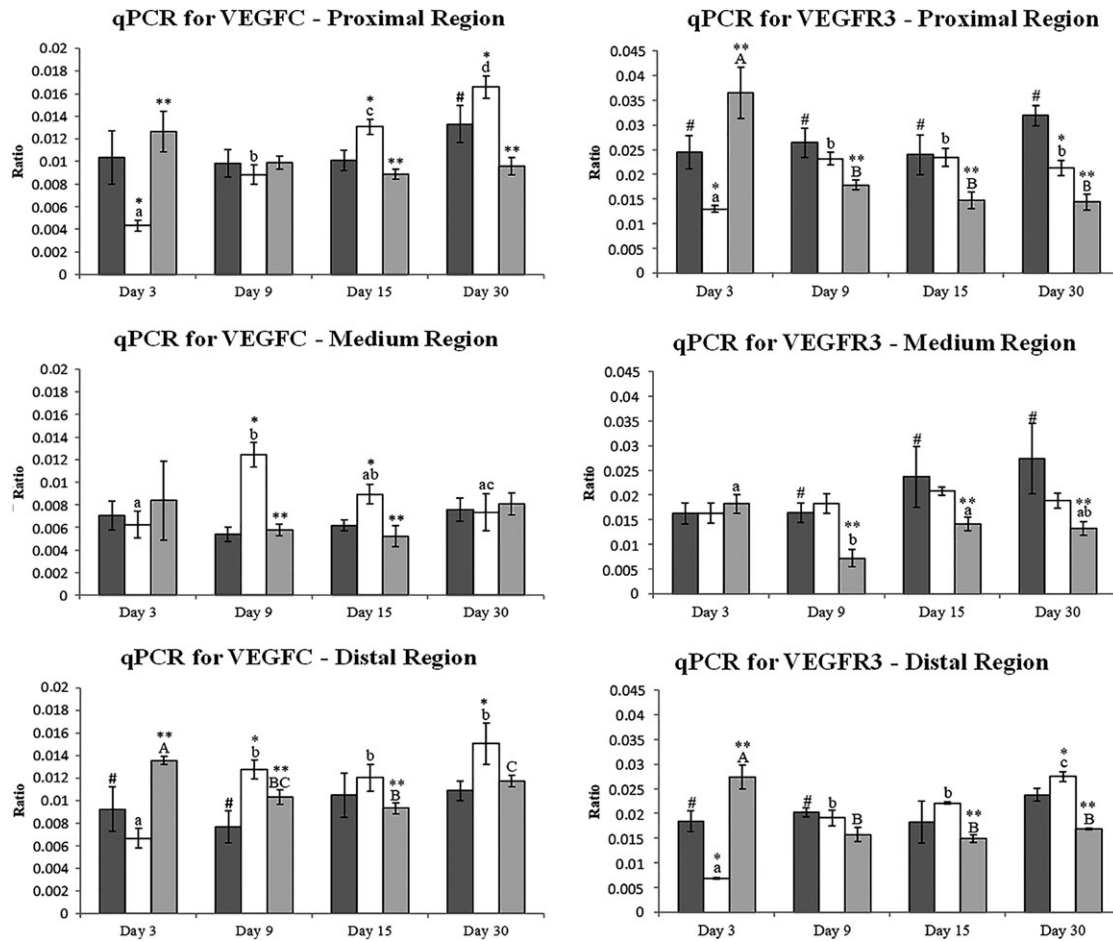 qPCR for VEGFC - Proximal Region
Ratio
0.02
0.018
0.016
0.014
0.012
0.010
0.008
0.006
0.004
0.002
0
*
a
**
b
*
c
**
#
*
d
**
Day 3 Day 9 Day 15 Day 30
qPCR for VEGFR3 - Proximal Region
Ratio
0.045
0.04
0.035
0.03
0.025
0.02
0.015
0.01
0.005
0
#
*
a
**
A
#
b
**
B
#
b
**
B
#
*
b
**
B
Day 3 Day 9 Day 15 Day 30
qPCR for VEGFC - Medium Region
Ratio
0.02
0.018
0.016
0.014
0.012
0.010
0.008
0.006
0.004
0.002
0
a
*
b
**
*
ab
**
ac
Day 3 Day 9 Day 15 Day 30
qPCR for VEGFR3 - Medium Region
Ratio
0.045
0.04
0.035
0.03
0.025
0.02
0.015
0.01
0.005
0
a
#
**
b
#
**
a
#
**
ab
Day 3 Day 9 Day 15 Day 30
qPCR for VEGFC - Distal Region
Ratio
0.02
0.018
0.016
0.014
0.012
0.010
0.008
0.006
0.004
0.002
0
#
a
**
A
#
*
b
**
BC
b
**
B
*
b
C
Day 3 Day 9 Day 15 Day 30
qPCR for VEGFR3 - Distal Region
Ratio
0.045
0.04
0.035
0.03
0.025
0.02
0.015
0.01
0.005
0
#
*
a
**
A
#
b
B
b
**
B
*
c
**
B
Day 3 Day 9 Day 15 Day 30